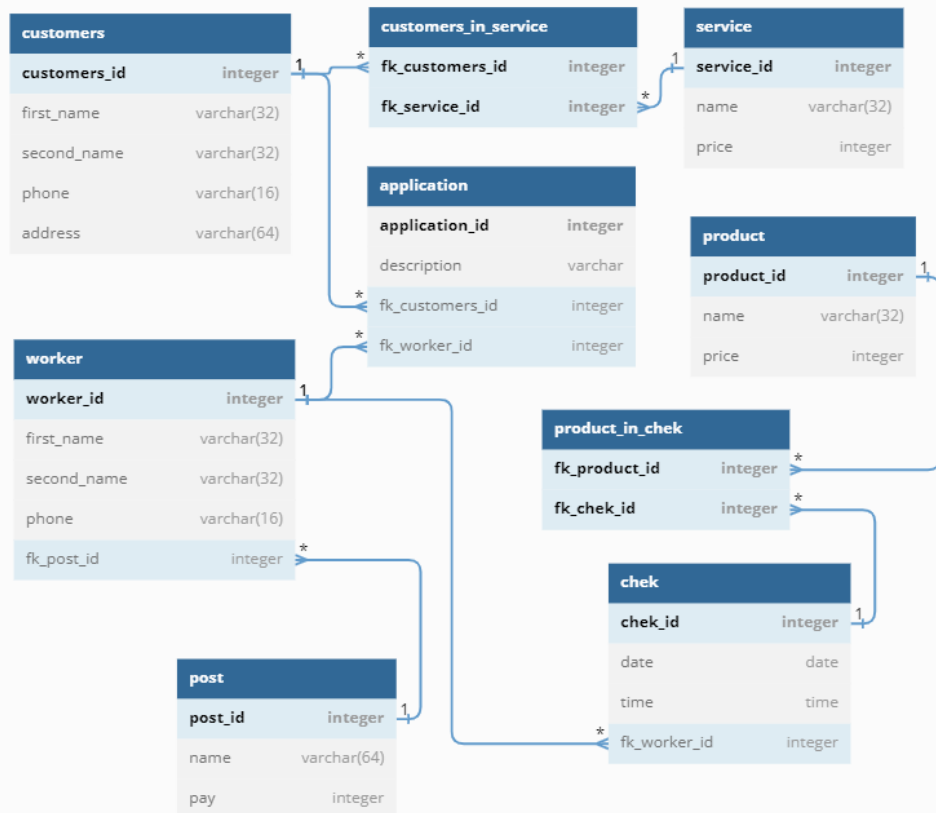 customers
customers_id integer
first_name varchar(32)
second_name varchar(32)
phone varchar(16)
address varchar(64)
customers_in_service
fk_customers_id integer
fk_service_id integer
service
service_id integer
name varchar(32)
price integer
application
application_id integer
description varchar
fk_customers_id integer
fk_worker_id integer
product
product_id integer
name varchar(32)
price integer
worker
worker_id integer
first_name varchar(32)
second_name varchar(32)
phone varchar(16)
fk_post_id integer
product_in_chek
fk_product_id integer
fk_chek_id integer
chek
chek_id integer
date date
time time
fk_worker_id integer
post
post_id integer
name varchar(64)
pay integer
1
*
*
1
*
*
1
*
1
*
*
1
*
1
*